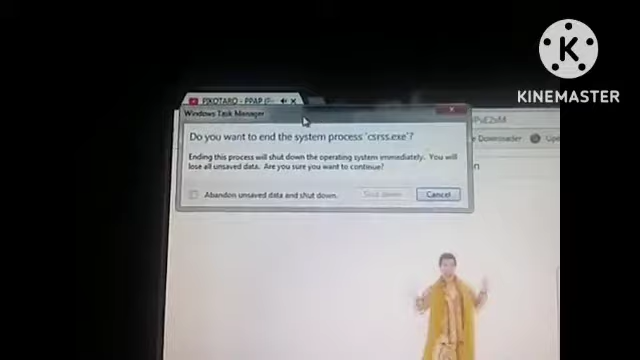 KINEMASTER
PIKOTARO - PPAP (P
Windows Task Manager
PvE2xM
Do you want to end the system process 'csrss.exe'?
Downloader
Ending this process will shut down the operating system immediately. You will
lose all unsaved data. Are you sure you want to continue?
Abandon unsaved data and shut down.
Shut down
Cancel